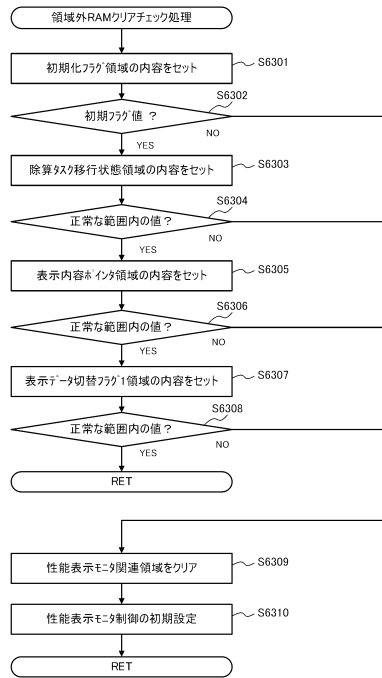 領域外RAMクリアチェック処理
初期化フラグ領域の内容をセット
S6301
初期フラグ値 ?
S6302
NO
YES
除算タスク移行状態領域の内容をセット
S6303
正常な範囲内の値?
S6304
NO
YES
表示内容ポインタ領域の内容をセット
S6305
正常な範囲内の値?
S6306
NO
YES
表示データ切替フラグ1領域の内容をセット
S6307
正常な範囲内の値?
S6308
NO
YES
RET
性能表示モニタ関連領域をクリア
S6309
性能表示モニタ制御の初期設定
S6310
RET